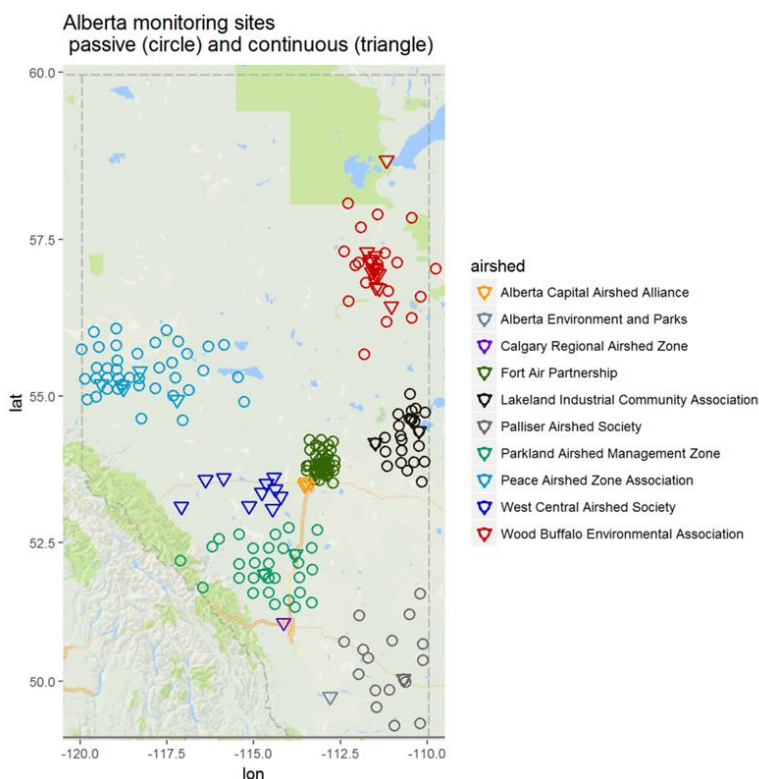 Alberta monitoring sites
passive (circle) and continuous (triangle)
60.0
57.5
55.0
52.5
50.0
lat
-120.0
-117.5
-115.0
-112.5
-110.0
lon
airshed
Alberta Capital Airshed Alliance
Alberta Environment and Parks
Calgary Regional Airshed Zone
Fort Air Partnership
Lakeland Industrial Community Association
Palliser Airshed Society
Parkland Airshed Management Zone
Peace Airshed Zone Association
West Central Airshed Society
Wood Buffalo Environmental Association